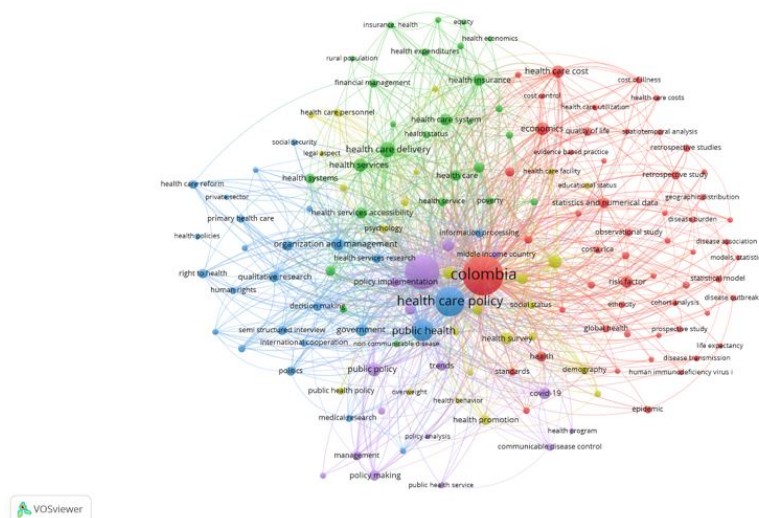 insurance, health
equity
health economics
health expenditures
rural population
financial management
health insurance
health care cost
cost of illness
cost control
health care costs
health care utilization
health care personnel
health care system
economics
quality of life
spatiotemporal analysis
health status
social security
legal aspect
health care delivery
evidence based practice
retrospective studies
health services
health care facility
retrospective study
health systems
health care
health care reform
educational status
private sector
health service
poverty
statistics and numerical data
geographic distribution
health services accessibility
primary health care
psychology
disease burden
information processing
observational study
health policies
organization and management
disease association
health services research
middle income country
costa rica
models, statisti
right to health
qualitative research
policy implementation
colombia
risk factor
statistical model
human rights
health care policy
disease outbreak
decision making
social status
ethnicity
cohort analysis
semi structured interview
government
public health
global health
prospective study
international cooperation
non communicable disease
health survey
life expectancy
politics
public policy
trends
health
disease transmission
standards
demography
human immunodeficiency virus i
public health policy
overweight
covid-19
health behavior
epidemic
medical research
health promotion
policy analysis
health program
management
communicable disease control
policy making
public health service
VOSviewer